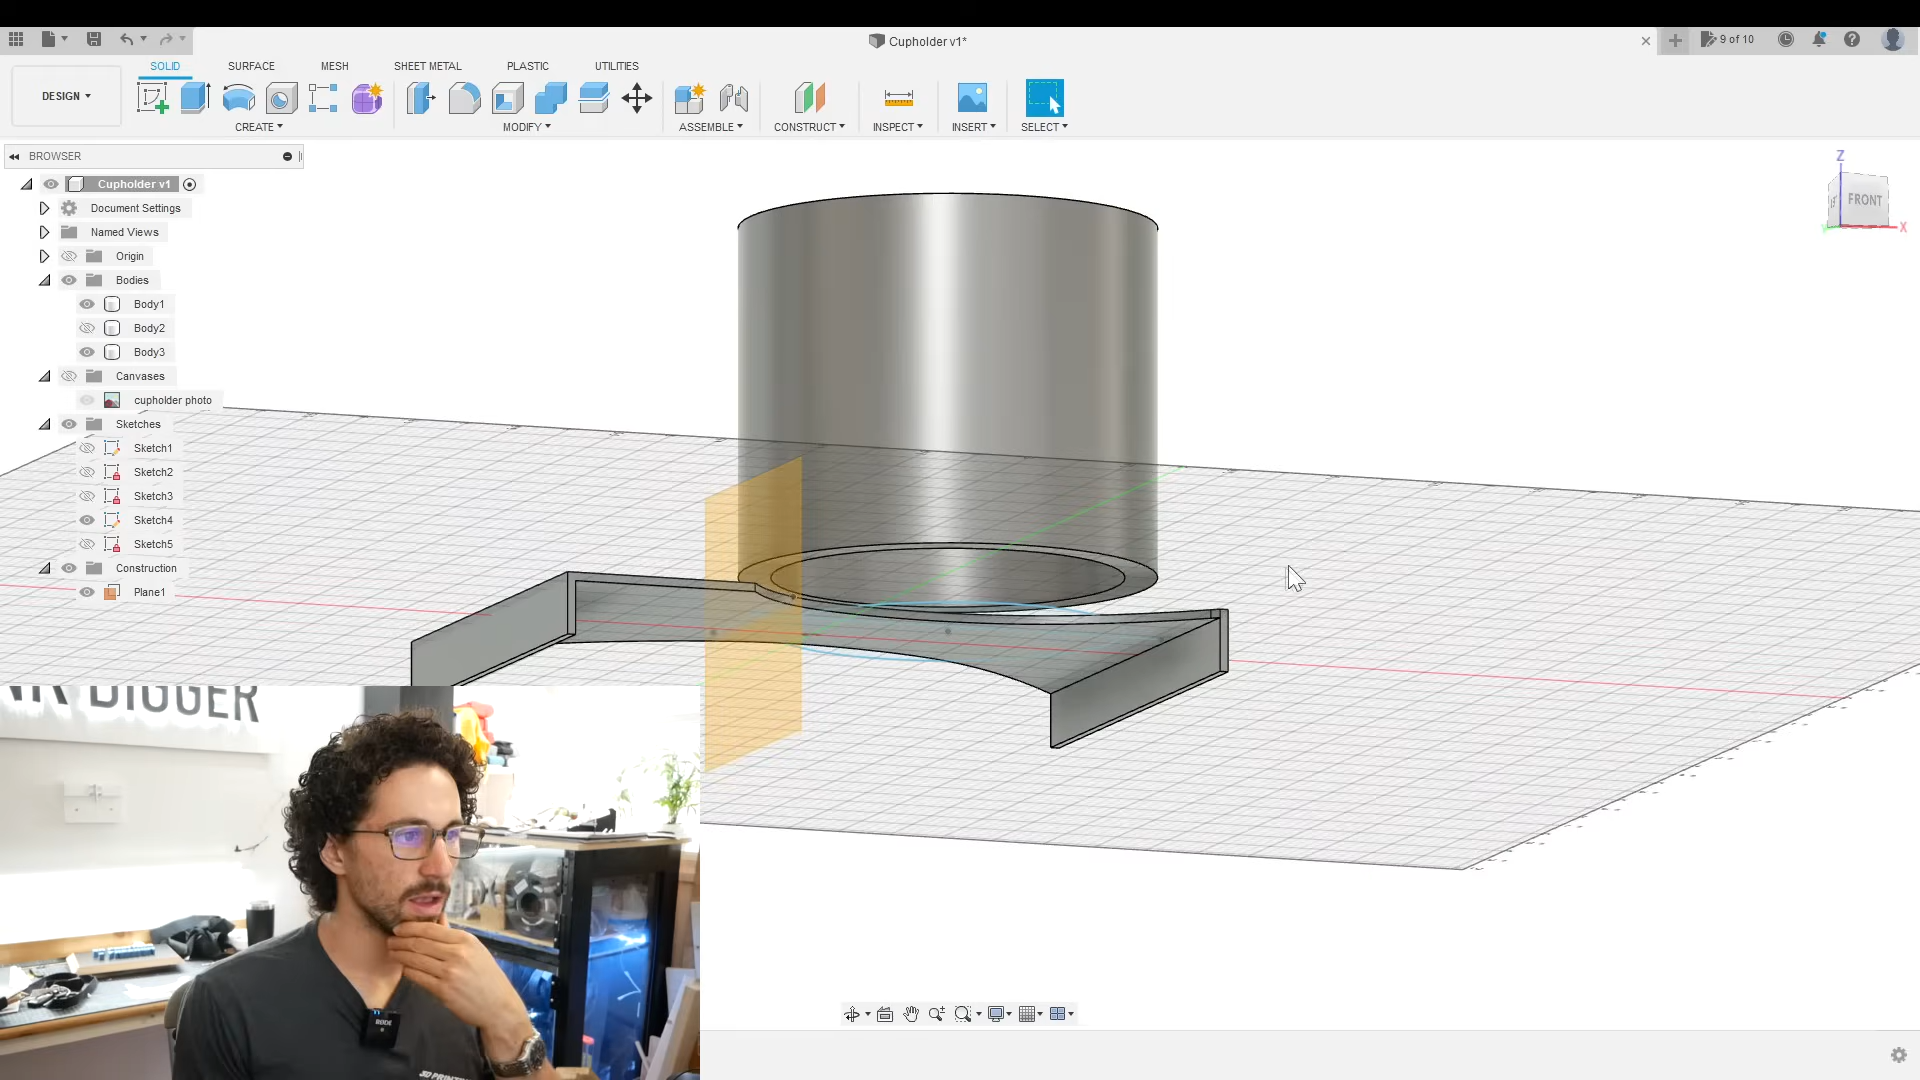 Cupholder v1*
9 of 10
DESIGN
SOLID
SURFACE
MESH
SHEET METAL
PLASTIC
UTILITIES
CREATE
MODIFY
ASSEMBLE
CONSTRUCT
INSPECT
INSERT
SELECT
BROWSER
Cupholder v1
Document Settings
Named Views
Origin
Bodies
Body1
Body2
Body3
Canvases
cupholder photo
Sketches
Sketch1
Sketch2
Sketch3
Sketch4
Sketch5
Construction
Plane1
Z
FRONT
X
DIGGER
RØDE